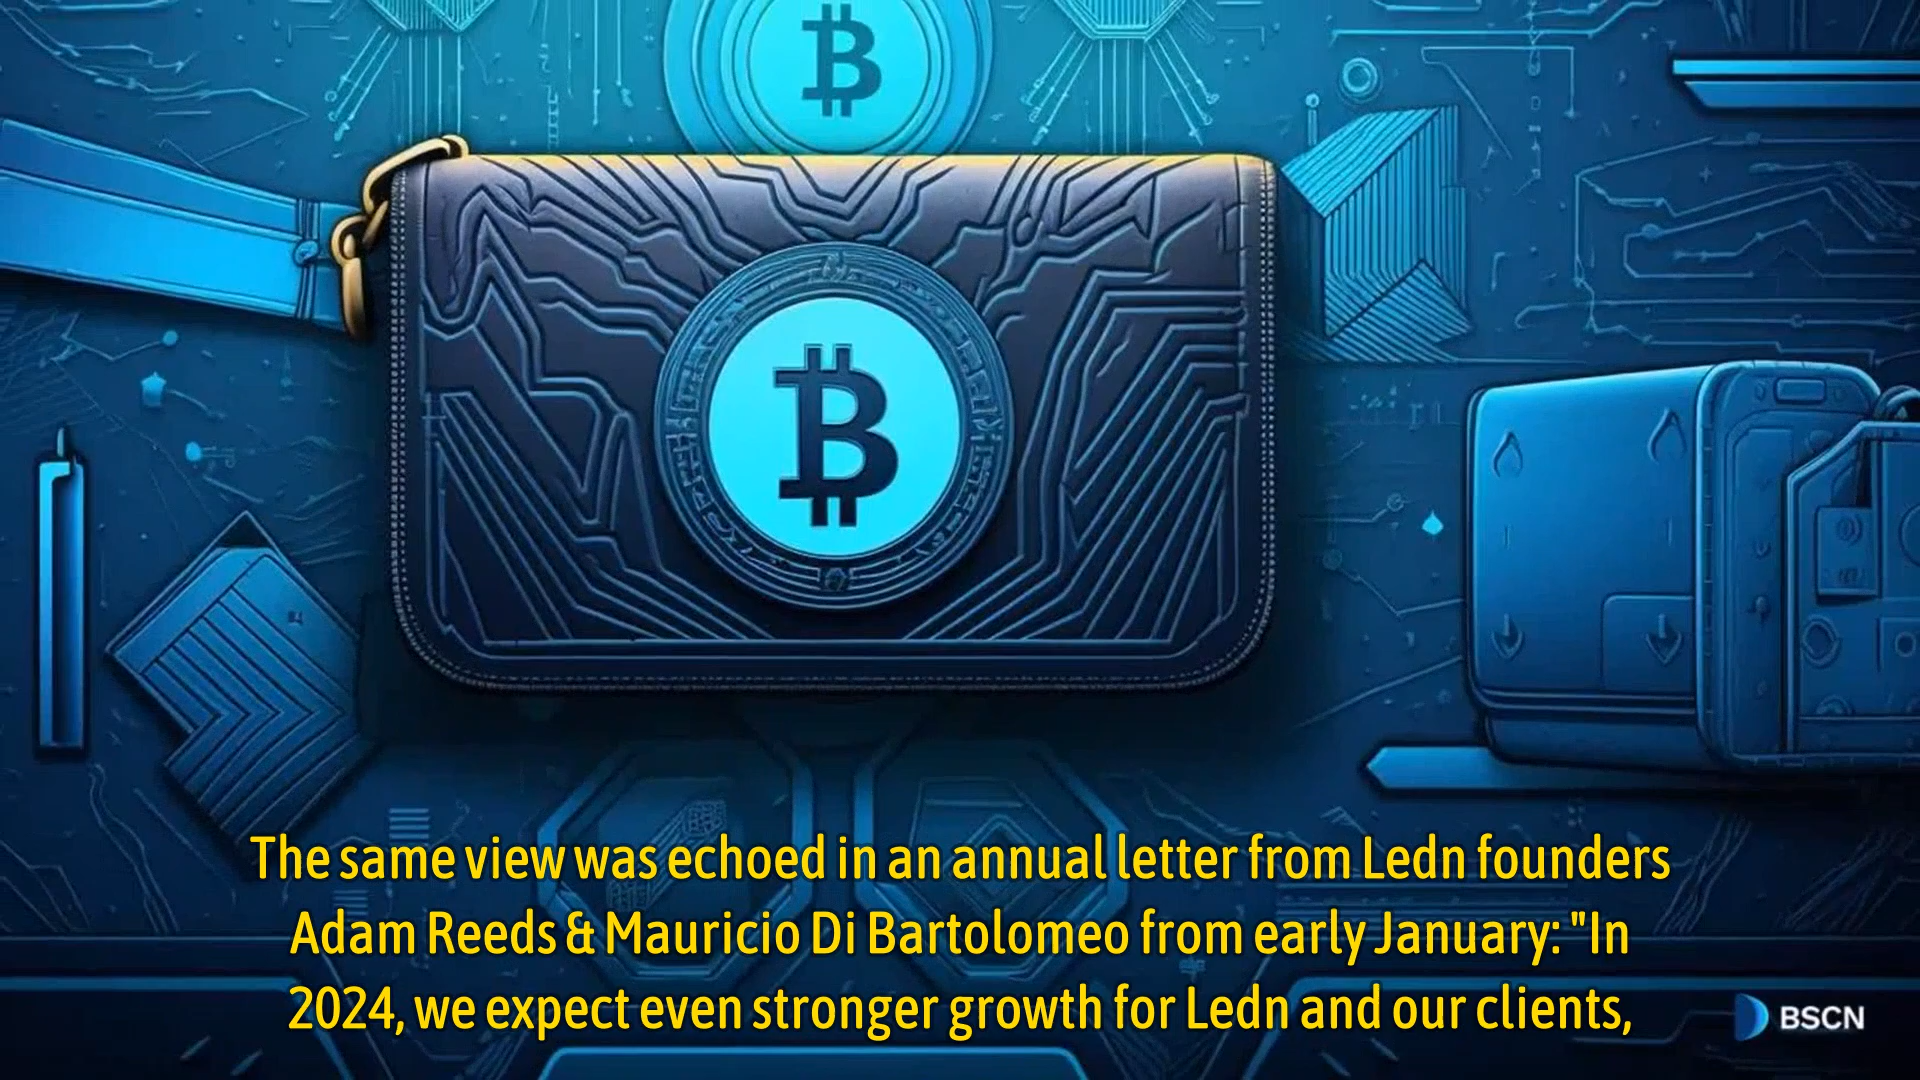 The same view was echoed in an annual letter from Ledn founders
Adam Reeds & Mauricio Di Bartolomeo from early January: "In
2024, we expect even stronger growth for Ledn and our clients,
BSCN